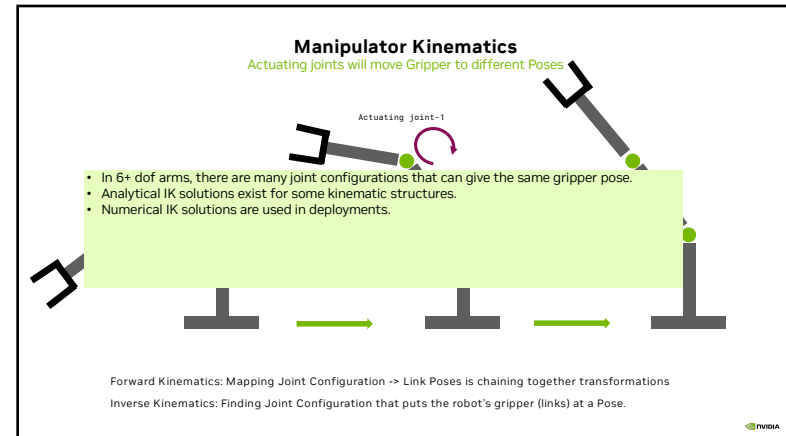 Manipulator Kinematics
Actuating joints will move Gripper to different Poses
Actuating joint-1
• In 6+ dof arms, there are many joint configurations that can give the same gripper pose.
• Analytical IK solutions exist for some kinematic structures.
• Numerical IK solutions are used in deployments.
Forward Kinematics: Mapping Joint Configuration -> Link Poses is chaining together transformations
Inverse Kinematics: Finding Joint Configuration that puts the robot's gripper (links) at a Pose.
NVIDIA